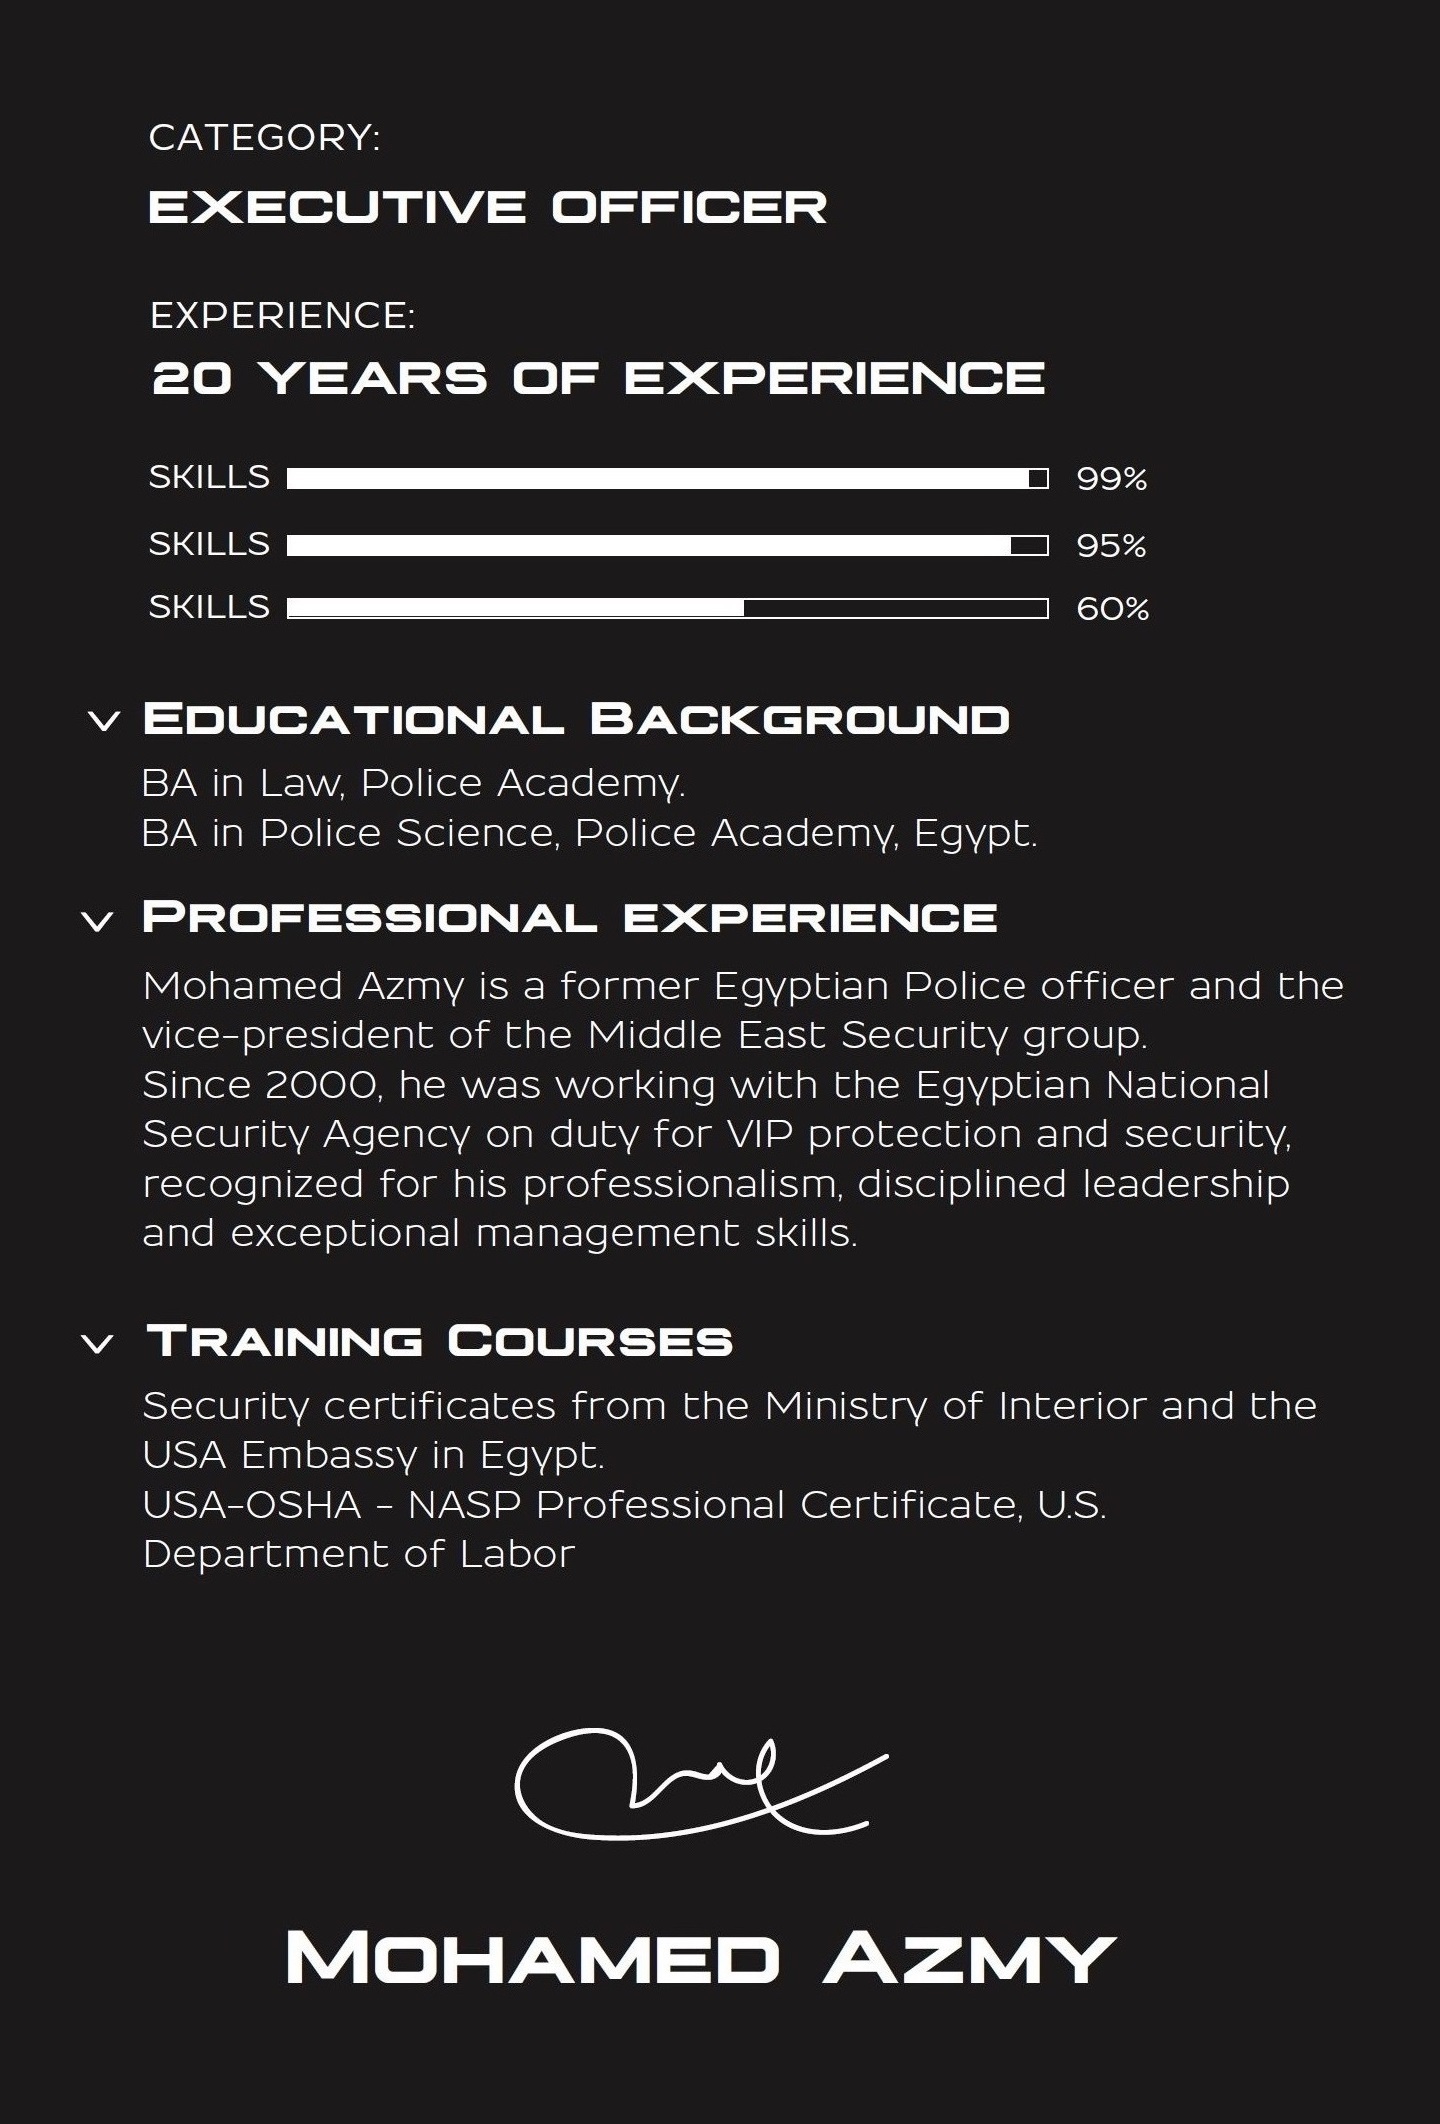 CATEGORY:
EXECUTIVE OFFICER
EXPERIENCE:
20 YEARS OF EXPERIENCE
SKILLS 99%
SKILLS 95%
SKILLS 60%
EDUCATIONAL BACKGROUND
BA in Law, Police Academy.
BA in Police Science, Police Academy, Egypt.
PROFESSIONAL EXPERIENCE
Mohamed Azmy is a former Egyptian Police officer and the
vice-president of the Middle East Security group.
Since 2000, he was working with the Egyptian National
Security Agency on duty for VIP protection and security,
recognized for his professionalism, disciplined leadership
and exceptional management skills.
TRAINING COURSES
Security certificates from the Ministry of Interior and the
USA Embassy in Egypt.
USA-OSHA - NASP Professional Certificate, U.S.
Department of Labor
MOHAMED AZMY